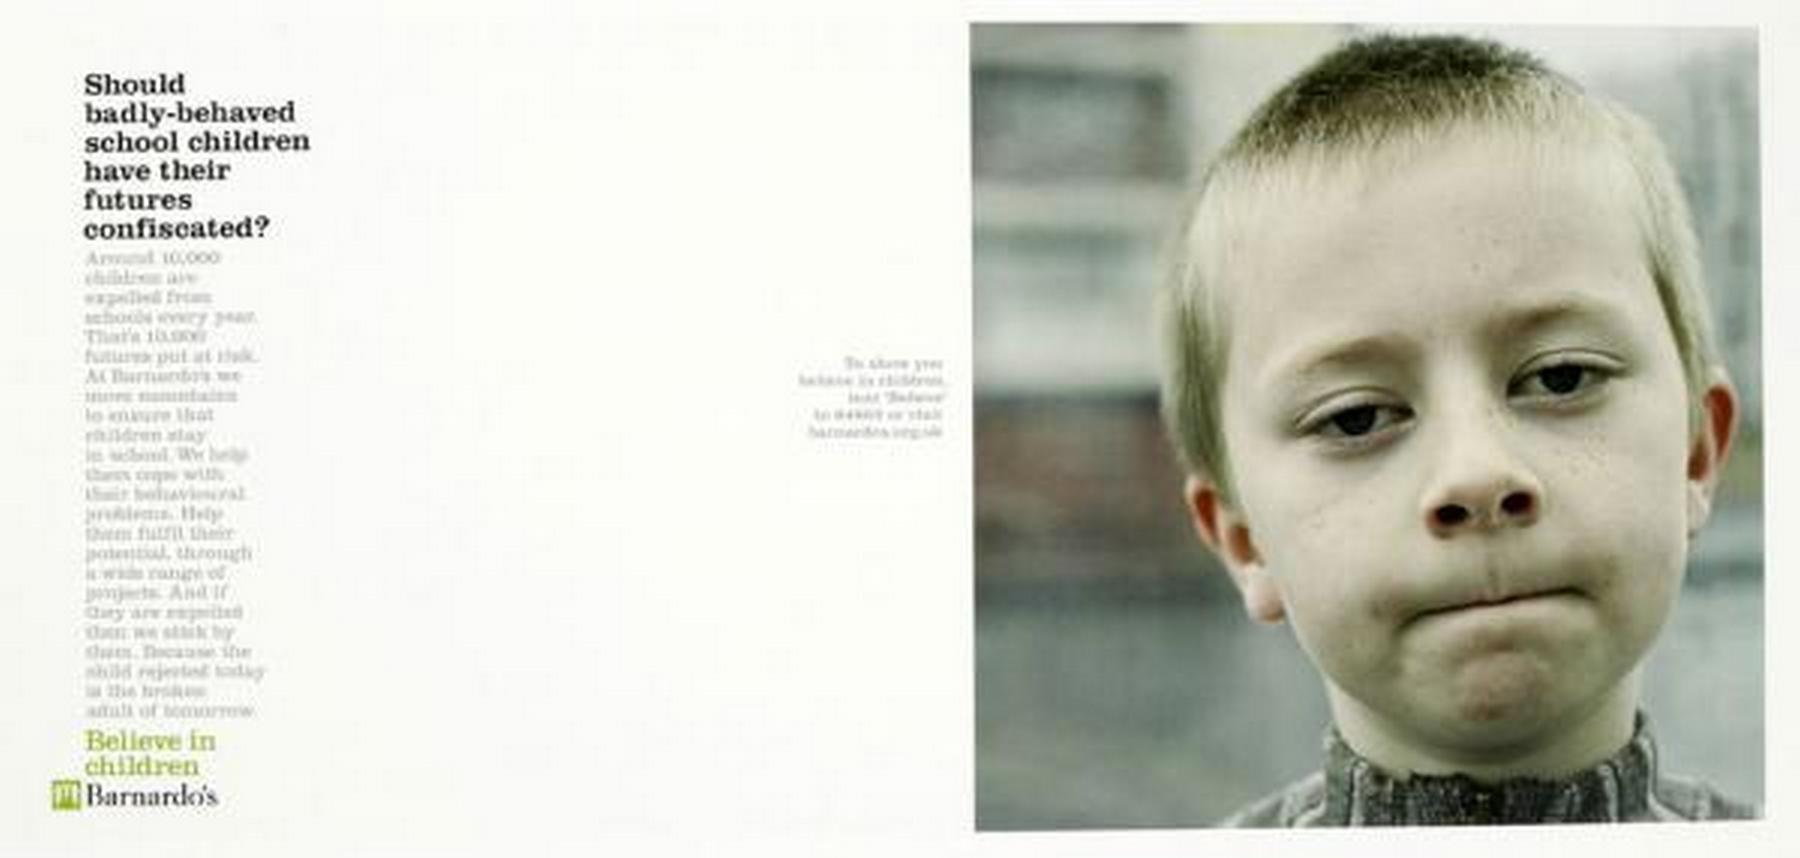 Should
badly-behaved
school children
have their
futures
confiscated?
Around 10,000
children are
expelled from
schools every year.
That's 10,000
futures put at risk.
At Barnardo's we
move mountains
to ensure that
children stay
in school. We help
them cope with
their behavioural
problems. Help
them fulfil their
potential, through
a wide range of
projects. And if
they are expelled
then we stick by
them. Because the
child rejected today
is the broken
adult of tomorrow.
To show you
believe in children,
text 'Believe'
to or visit
barnardos.org.uk
Believe in
children
Barnardo's